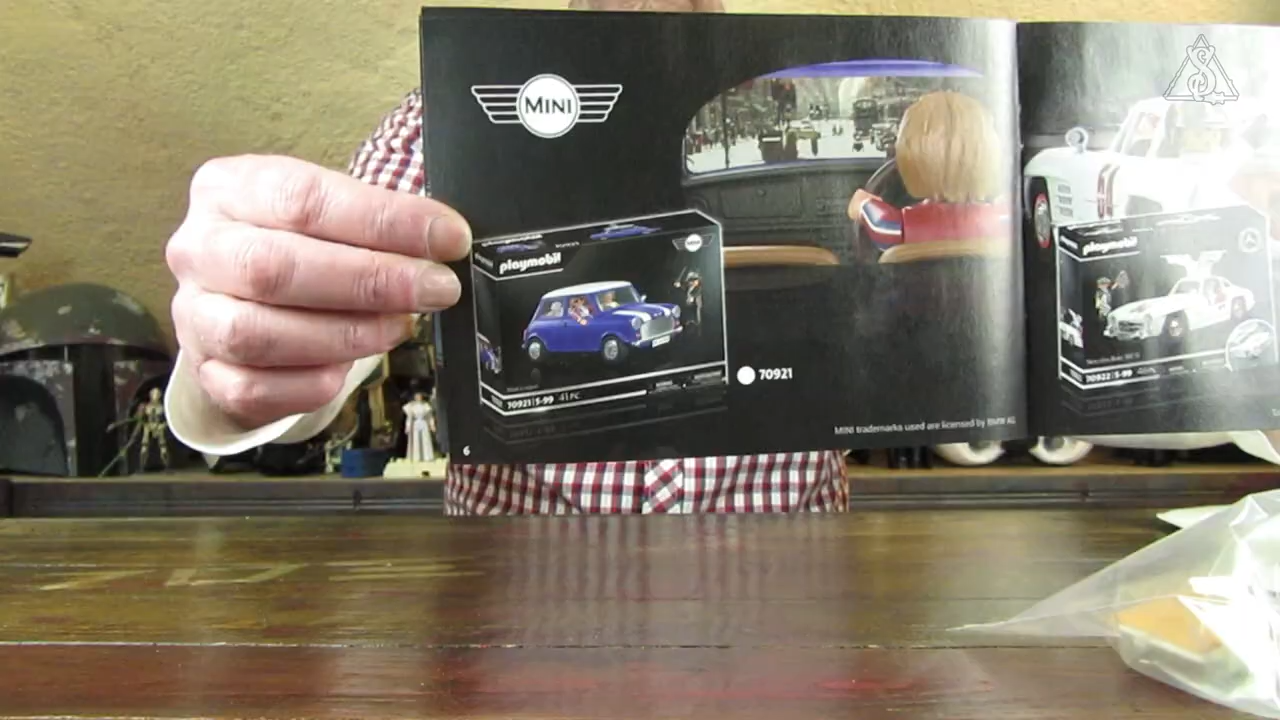 MINI
playmobil
70921|5-99 41 PC
70921
MINI trademarks used are licensed by BMW AG
6
playmobil
70922|5-99